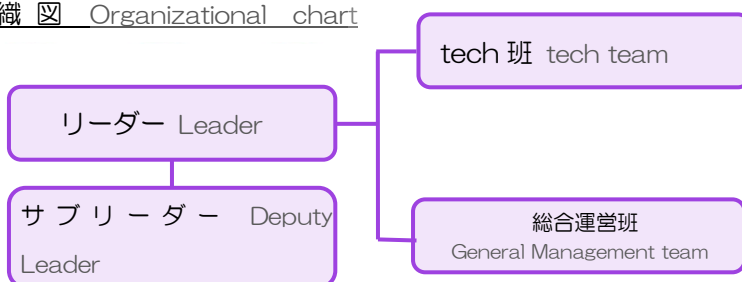 織 図 Organizational chart
tech 班 tech team
リーダー Leader
サ ブ リ ー ダ ー Deputy
Leader
総合運営班
General Management team